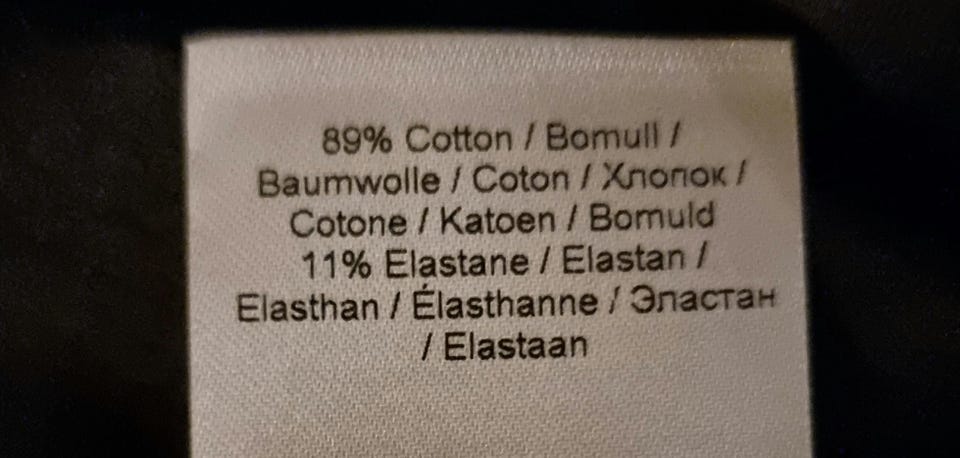 89% Cotton / Bomull /
Baumwolle / Coton / Хлопок /
Cotone / Katoen / Bomuld
11% Elastane / Elastan /
Elasthan / Élasthanne / Эластан
/ Elastaan